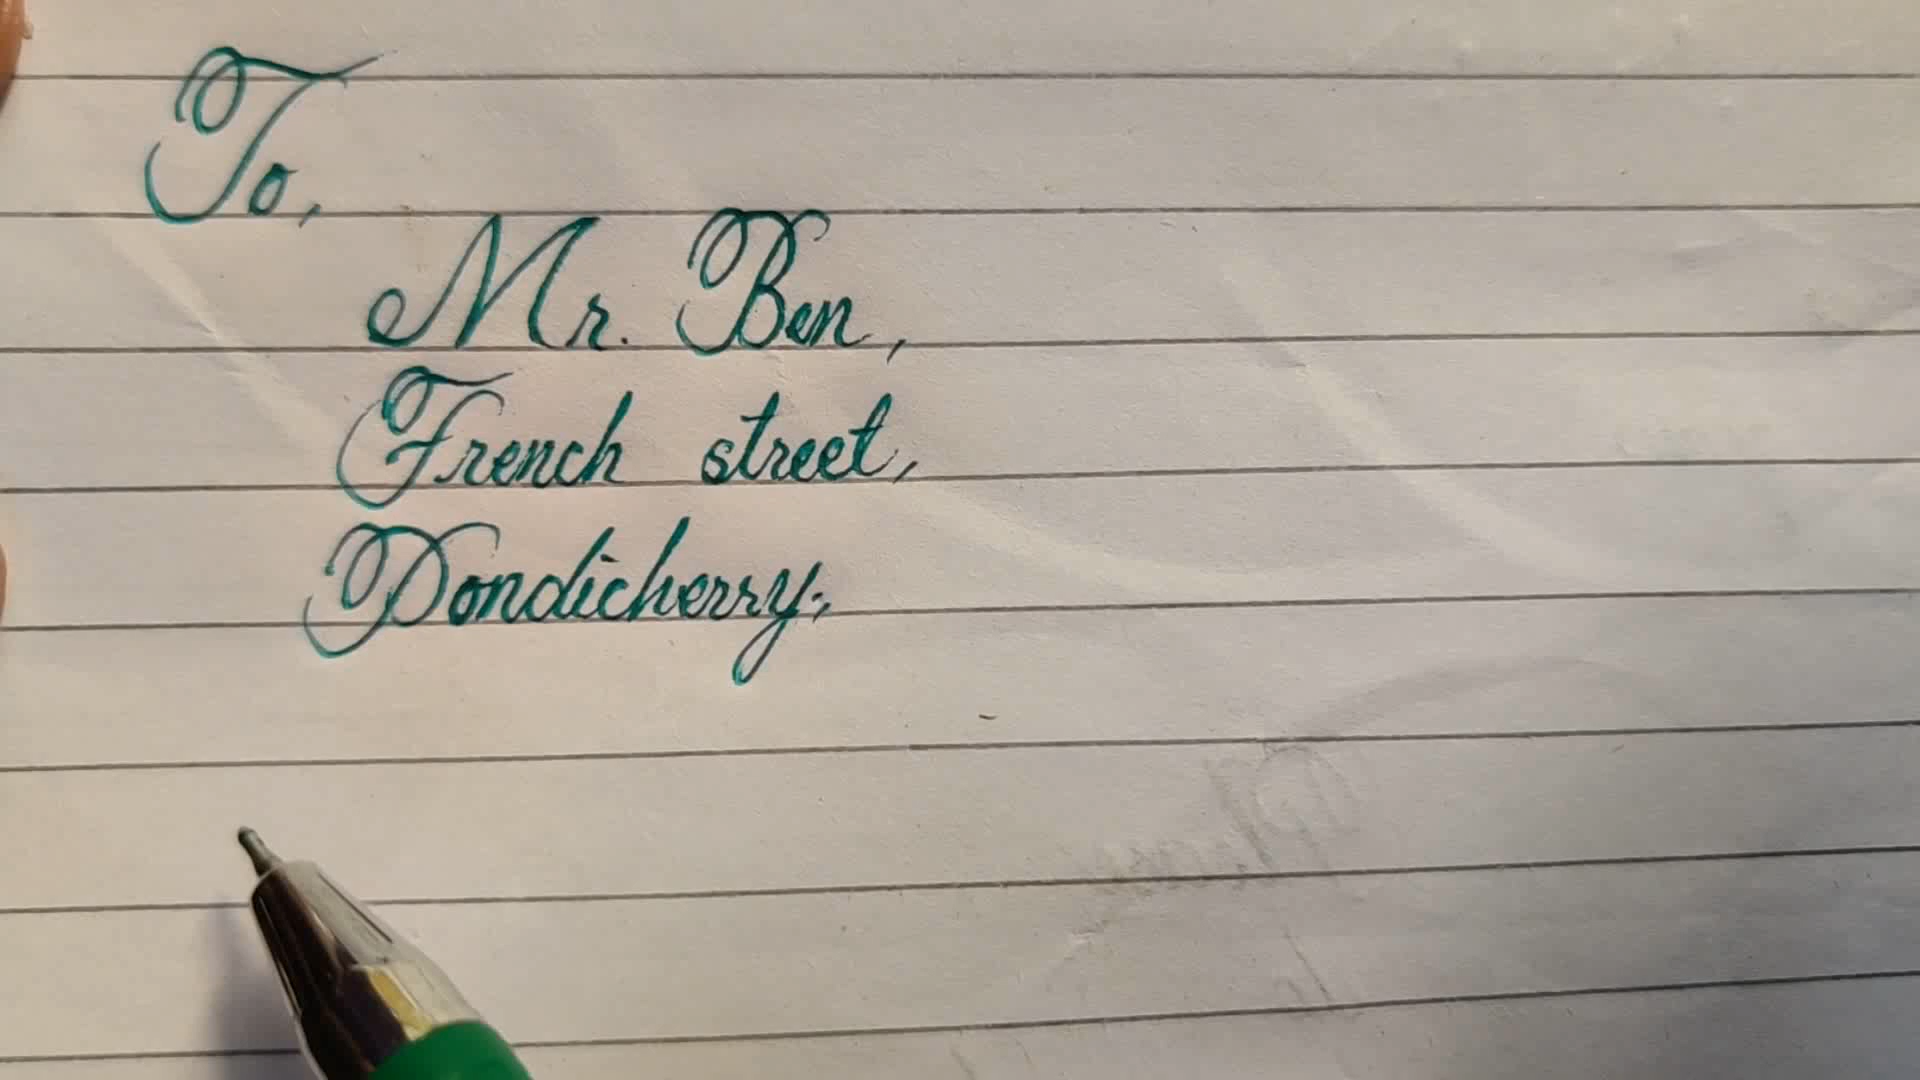 To,
Mr. Ben,
French street,
Pondicherry.,